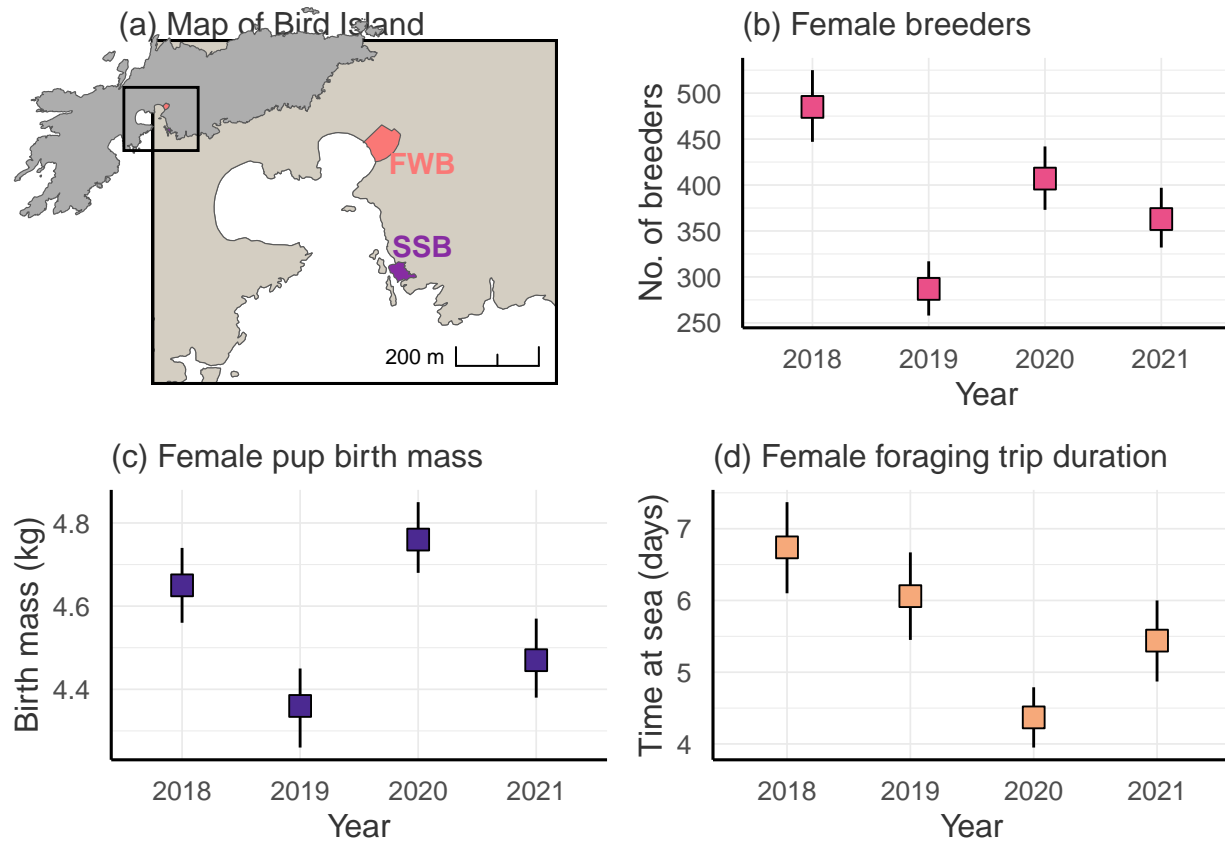 (a) Map of Bird Island
FWB
SSB
200 m
(b) Female breeders
No. of breeders
500
450
400
350
300
250
2018 2019 2020 2021
Year
(c) Female pup birth mass
Birth mass (kg)
4.8
4.6
4.4
2018 2019 2020 2021
Year
(d) Female foraging trip duration
Time at sea (days)
7
6
5
4
2018 2019 2020 2021
Year